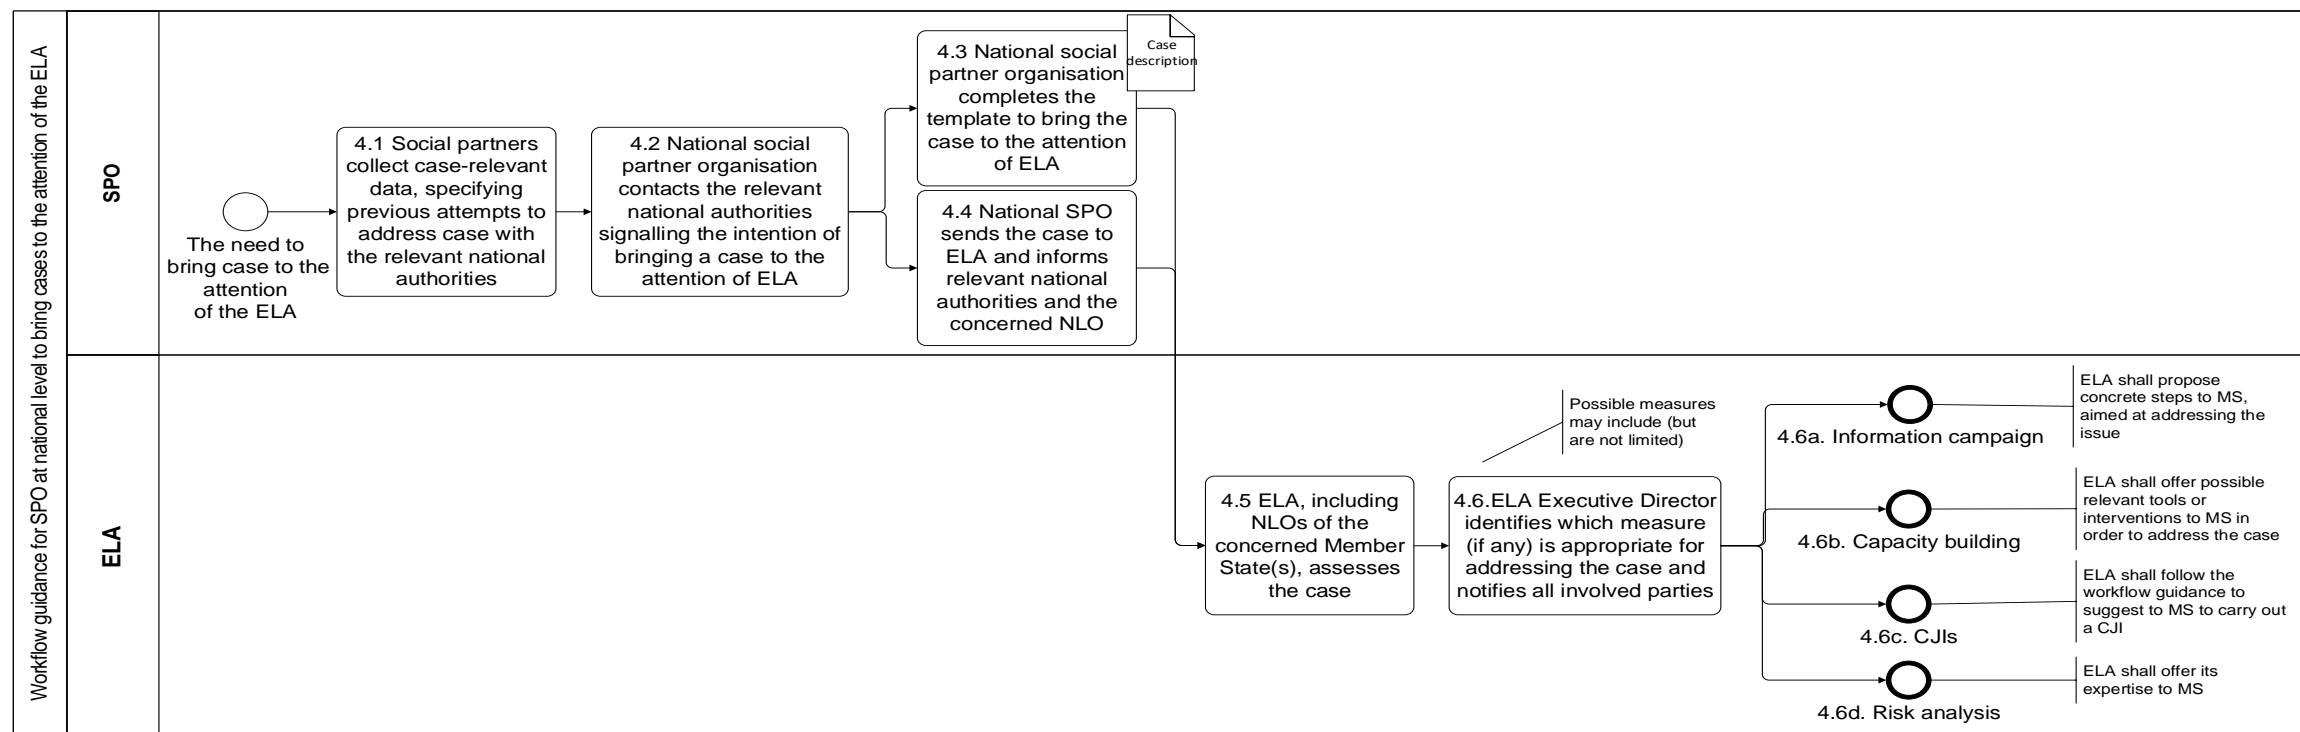 Workflow guidance for SPO at national level to bring cases to the attention of the ELA
SPO
The need to
bring case to the
attention
of the ELA
4.1 Social partners
collect case-relevant
data, specifying
previous attempts to
address case with
the relevant national
authorities
4.2 National social
partner organisation
contacts the relevant
national authorities
signalling the intention of
bringing a case to the
attention of ELA
4.3 National social
partner organisation
completes the
template to bring the
case to the attention
of ELA
Case
description
4.4 National SPO
sends the case to
ELA and informs
relevant national
authorities and the
concerned NLO
ELA
4.5 ELA, including
NLOs of the
concerned Member
State(s), assesses
the case
Possible measures
may include (but
are not limited)
4.6.ELA Executive Director
identifies which measure
(if any) is appropriate for
addressing the case and
notifies all involved parties
4.6a. Information campaign
ELA shall propose
concrete steps to MS,
aimed at addressing the
issue
4.6b. Capacity building
ELA shall offer possible
relevant tools or
interventions to MS in
order to address the case
4.6c. CJIs
ELA shall follow the
workflow guidance to
suggest to MS to carry out
a CJI
4.6d. Risk analysis
ELA shall offer its
expertise to MS